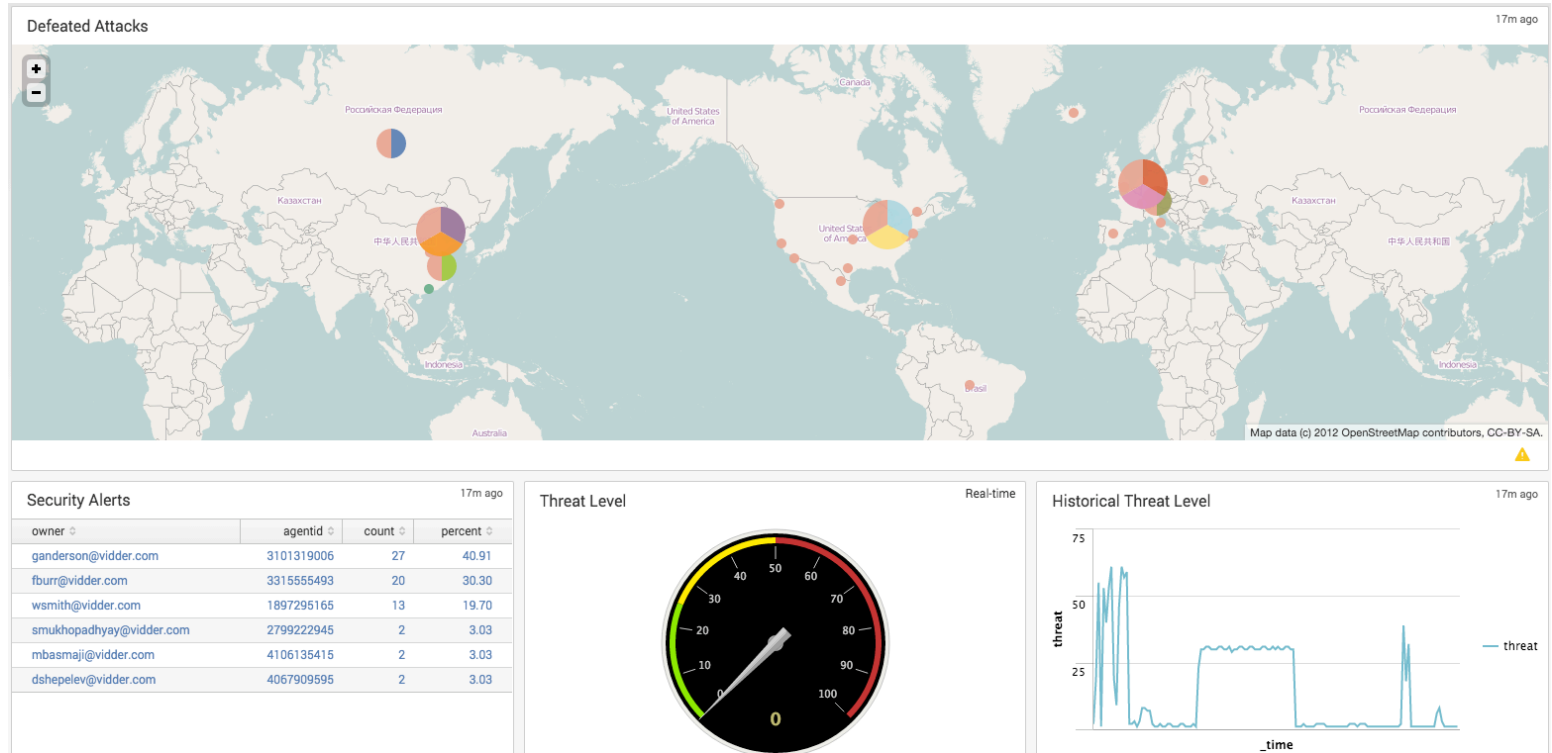 Defeated Attacks
17m ago
+
−
Canada
Российская Федерация
United States
of America
Российская Федерация
Казахстан
Казахстан
United Stat
of America
中华人民共
中华人民共和国
Indonesia
Indonesia
Brasil
Australia
Map data (c) 2012 OpenStreetMap contributors, CC-BY-SA.
Security Alerts
17m ago
owner agentid count percent
ganderson@vidder.com 3101319006 27 40.91
fburr@vidder.com 3315555493 20 30.30
wsmith@vidder.com 1897295165 13 19.70
smukhopadhyay@vidder.com 2799222945 2 3.03
mbasmaji@vidder.com 4106135415 2 3.03
dshepelev@vidder.com 4067909595 2 3.03
Threat Level
Real-time
0
10
20
30
40
50
60
70
80
90
100
0
Historical Threat Level
17m ago
75
50
25
threat
threat
_time